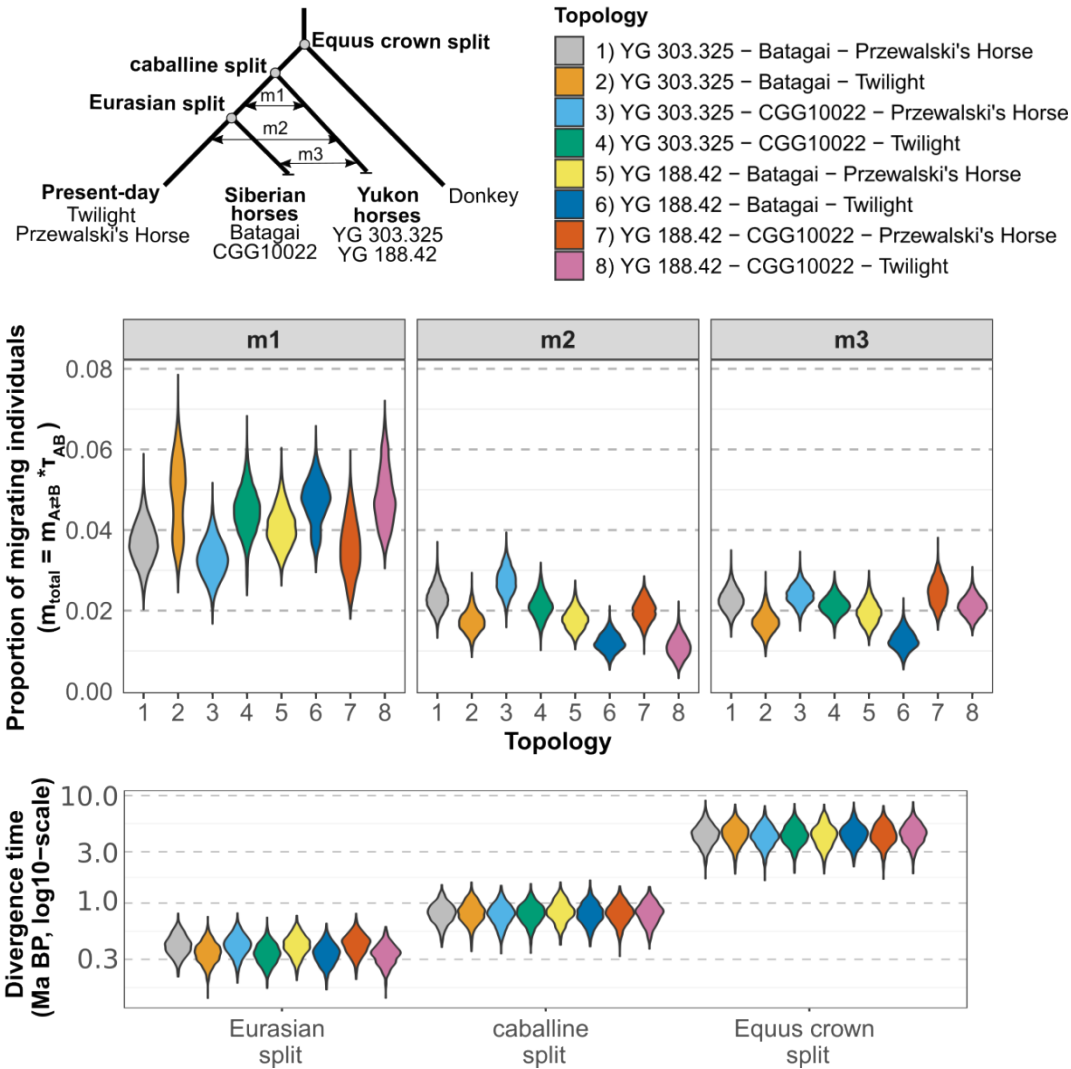 Equus crown split
caballine split
Eurasian split
m1
m2
m3
Present-day
Twilight
Przewalski's Horse
Siberian
horses
Batagai
CGG10022
Yukon
horses
YG 303.325
YG 188.42
Donkey
Topology
1) YG 303.325 − Batagai − Przewalski's Horse
2) YG 303.325 − Batagai − Twilight
3) YG 303.325 − CGG10022 − Przewalski's Horse
4) YG 303.325 − CGG10022 − Twilight
5) YG 188.42 − Batagai − Przewalski's Horse
6) YG 188.42 − Batagai − Twilight
7) YG 188.42 − CGG10022 − Przewalski's Horse
8) YG 188.42 − CGG10022 − Twilight
Proportion of migrating individuals
(m_total = m_A⇄B *τ_AB)
m1 m2 m3
0.08
0.06
0.04
0.02
0.00
1 2 3 4 5 6 7 8 1 2 3 4 5 6 7 8 1 2 3 4 5 6 7 8
Topology
Divergence time
(Ma BP, log10−scale)
10.0
3.0
1.0
0.3
Eurasian
split
caballine
split
Equus crown
split